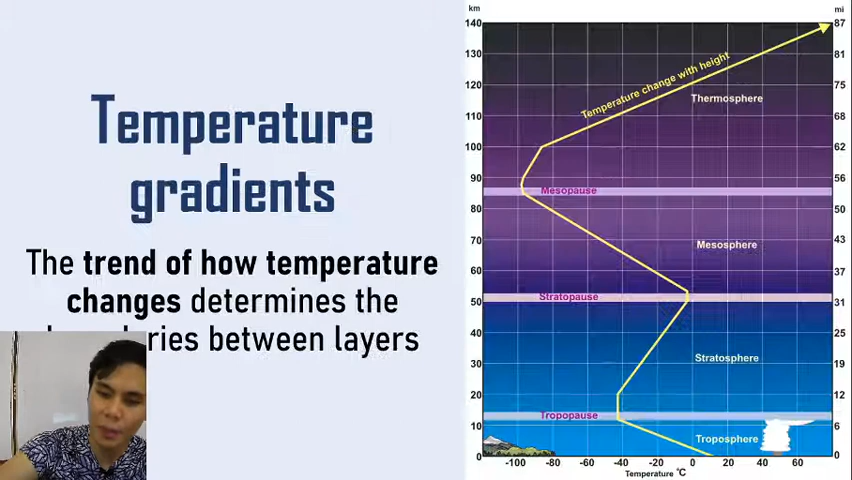 Temperature
gradients
The trend of how temperature
changes determines the
ries between layers
km
mi
140
130
120
110
100
90
80
70
60
50
40
30
20
10
0
87
81
75
68
62
56
50
43
37
31
25
19
12
6
0
Temperature change with height
Thermosphere
Mesopause
Mesosphere
Stratopause
Stratosphere
Tropopause
Troposphere
-100 -80 -60 -40 -20 0 20 40 60
Temperature °C